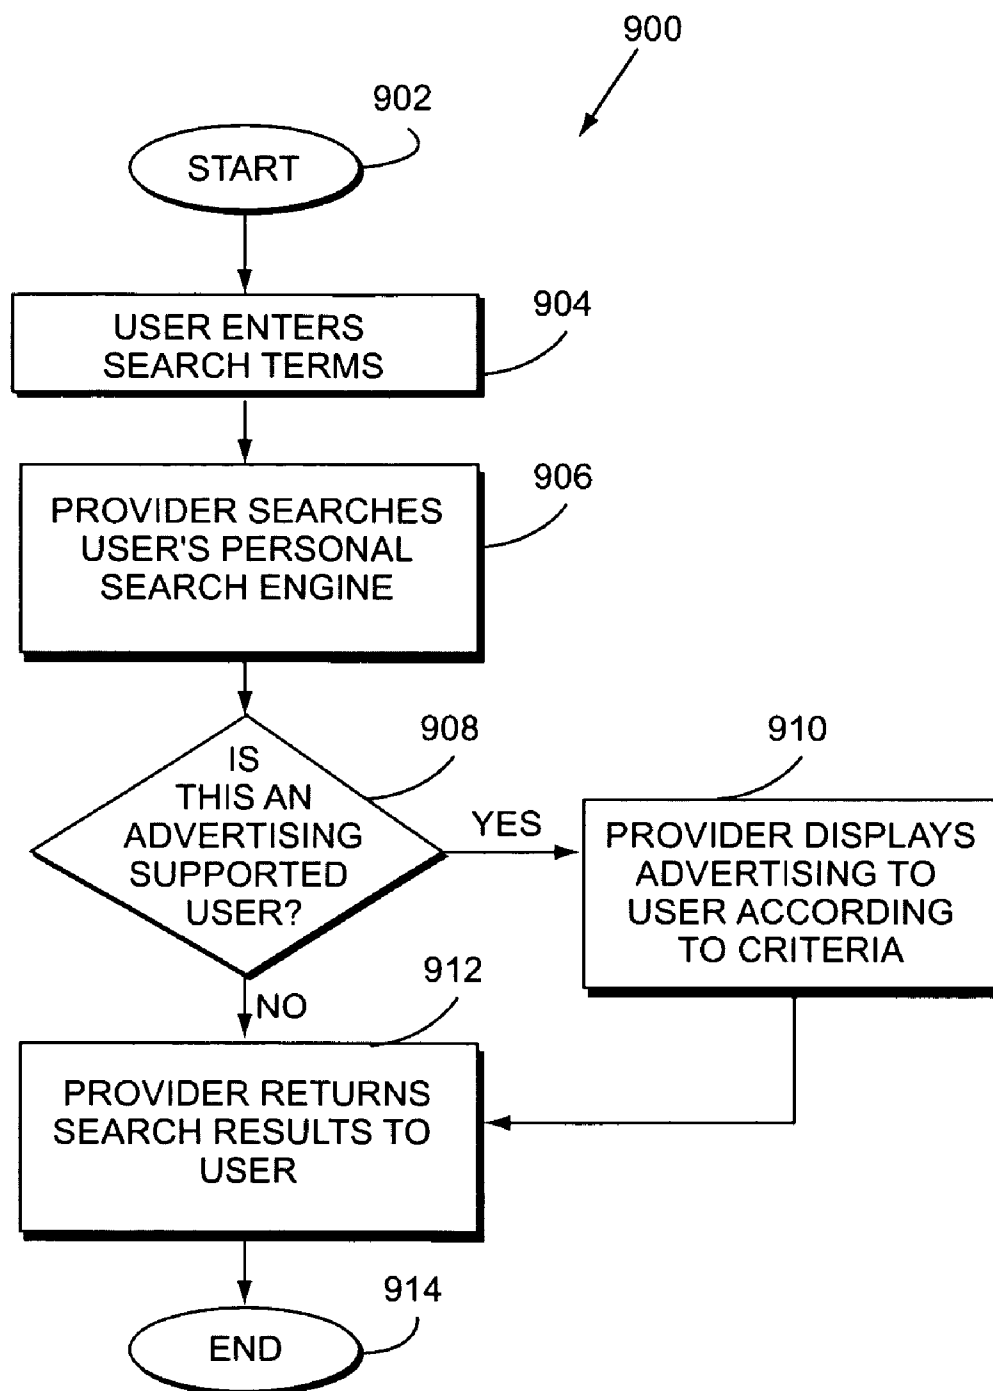 900
902
START
904
USER ENTERS
SEARCH TERMS
906
PROVIDER SEARCHES
USER'S PERSONAL
SEARCH ENGINE
908
IS
THIS AN
ADVERTISING
SUPPORTED
USER?
YES
910
PROVIDER DISPLAYS
ADVERTISING TO
USER ACCORDING
TO CRITERIA
NO
912
PROVIDER RETURNS
SEARCH RESULTS TO
USER
914
END